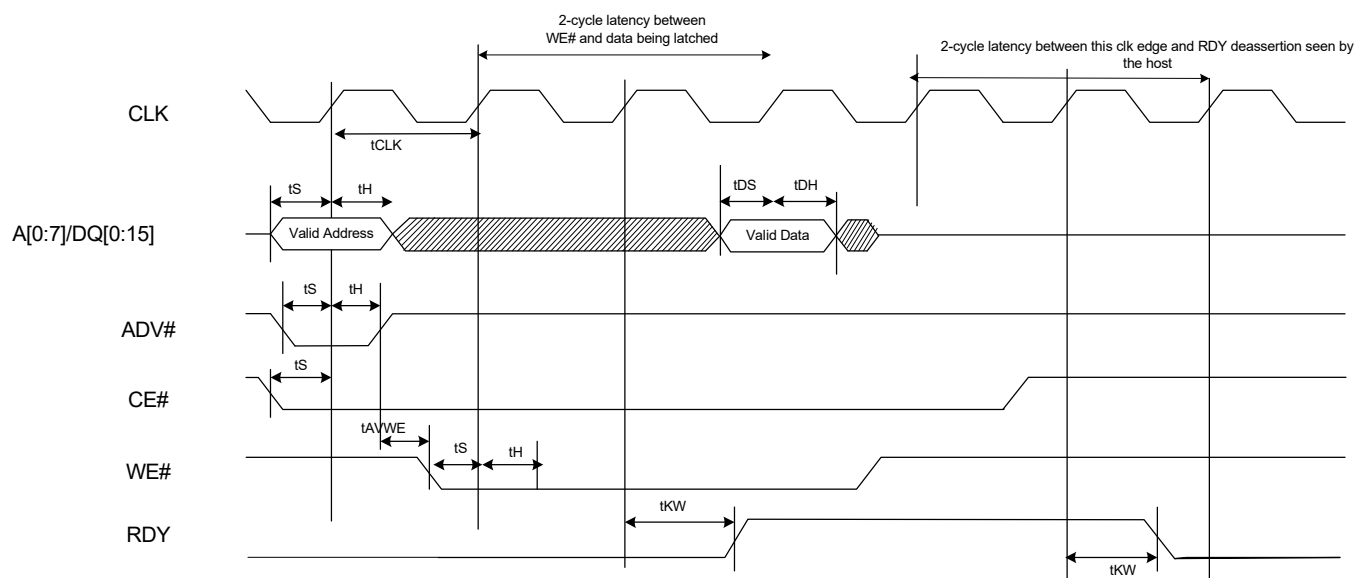 2-cycle latency between
WE# and data being latched
2-cycle latency between this clk edge and RDY deassertion seen by
the host
CLK
tCLK
tS
tH
tDS
tDH
A[0:7]/DQ[0:15]
Valid Address
Valid Data
tS
tH
ADV#
tS
CE#
tAVWE
tS
tH
WE#
tKW
RDY
tKW